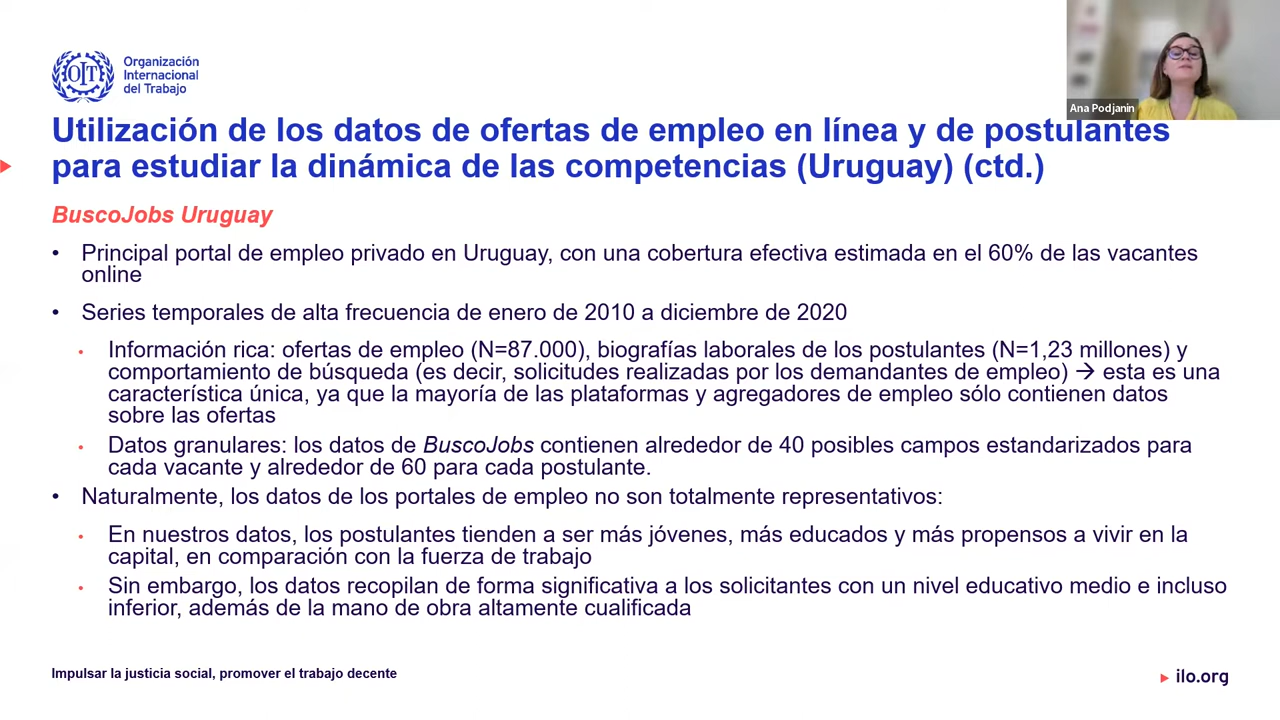 Organización
Internacional
del Trabajo
OIT
Ana Podjanin
Utilización de los datos de ofertas de empleo en línea y de postulantes
para estudiar la dinámica de las competencias (Uruguay) (ctd.)
BuscoJobs Uruguay
• Principal portal de empleo privado en Uruguay, con una cobertura efectiva estimada en el 60% de las vacantes
online
• Series temporales de alta frecuencia de enero de 2010 a diciembre de 2020
• Información rica: ofertas de empleo (N=87.000), biografías laborales de los postulantes (N=1,23 millones) y
comportamiento de búsqueda (es decir, solicitudes realizadas por los demandantes de empleo) → esta es una
característica única, ya que la mayoría de las plataformas y agregadores de empleo sólo contienen datos
sobre las ofertas
• Datos granulares: los datos de BuscoJobs contienen alrededor de 40 posibles campos estandarizados para
cada vacante y alrededor de 60 para cada postulante.
• Naturalmente, los datos de los portales de empleo no son totalmente representativos:
• En nuestros datos, los postulantes tienden a ser más jóvenes, más educados y más propensos a vivir en la
capital, en comparación con la fuerza de trabajo
• Sin embargo, los datos recopilan de forma significativa a los solicitantes con un nivel educativo medio e incluso
inferior, además de la mano de obra altamente cualificada
Impulsar la justicia social, promover el trabajo decente
ilo.org